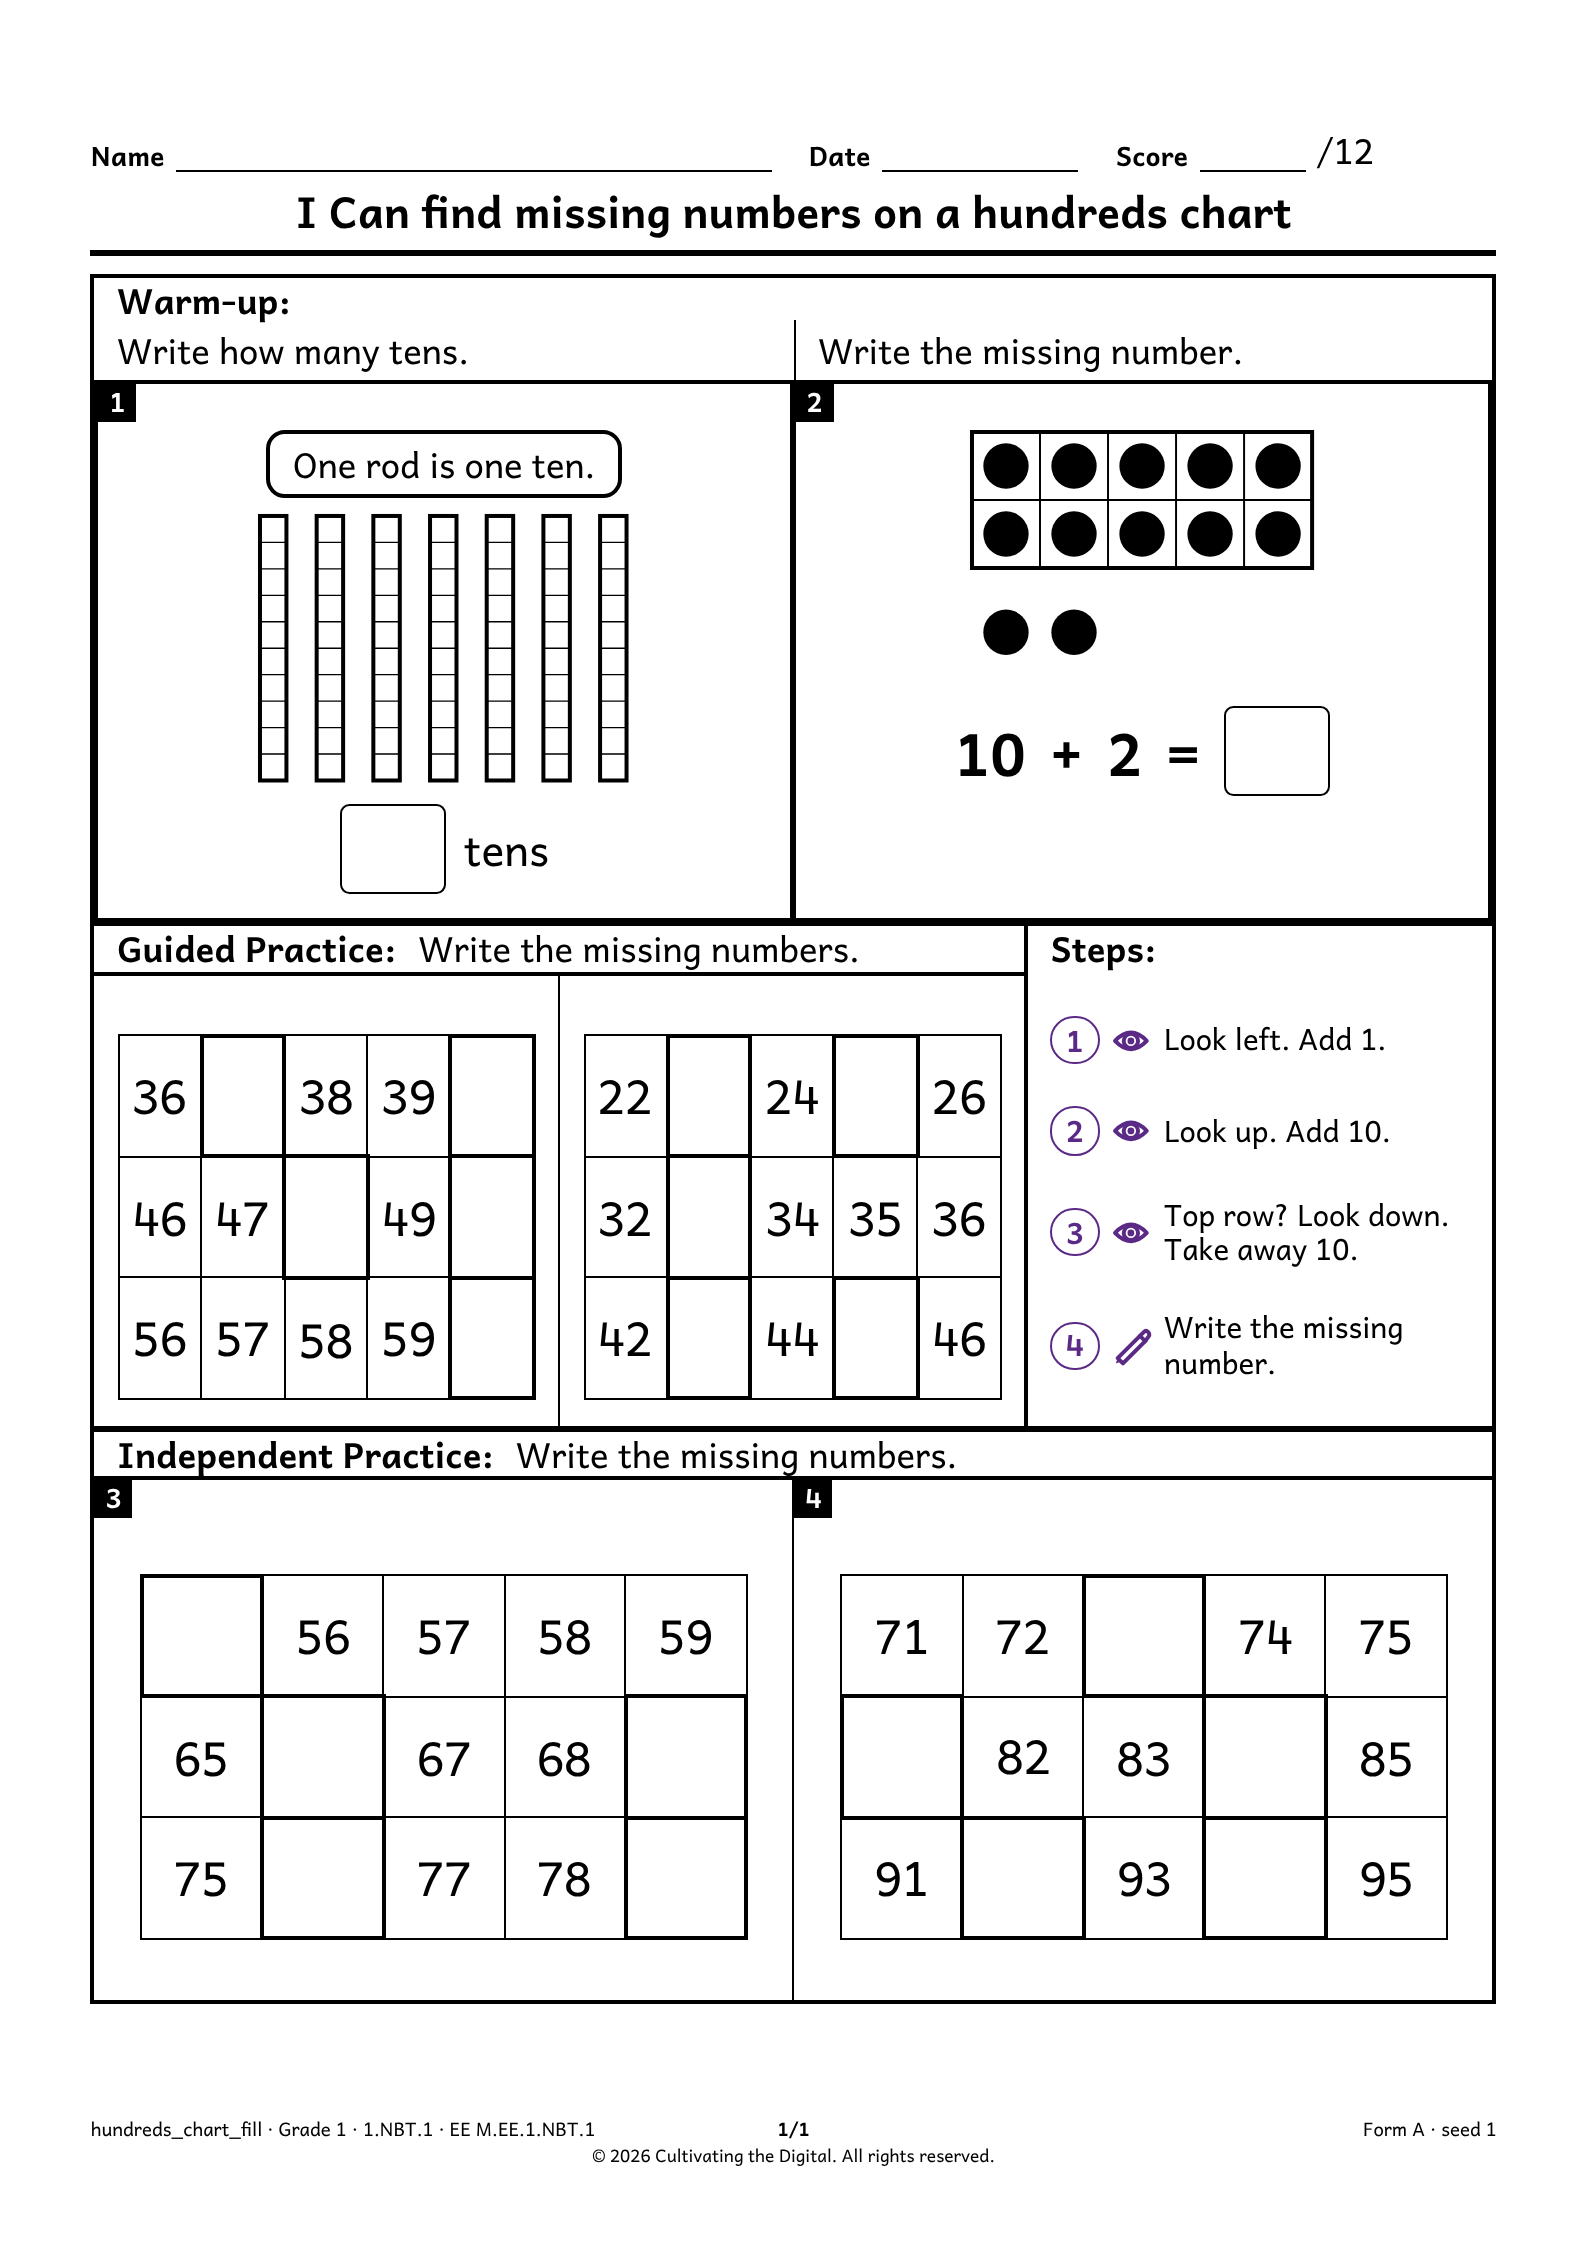 Name Date Score /12
I Can find missing numbers on a hundreds chart
Warm-up:
Write how many tens.
Write the missing number.
1
One rod is one ten.
tens
2
10 + 2 =
Guided Practice: Write the missing numbers.
36 38 39
46 47 49
56 57 58 59
22 24 26
32 34 35 36
42 44 46
Steps:
1 Look left. Add 1.
2 Look up. Add 10.
3 Top row? Look down.
Take away 10.
4 Write the missing
number.
Independent Practice: Write the missing numbers.
3
56 57 58 59
65 67 68
75 77 78
4
71 72 74 75
82 83 85
91 93 95
hundreds_chart_fill · Grade 1 · 1.NBT.1 · EE M.EE.1.NBT.1 1/1 Form A · seed 1
© 2026 Cultivating the Digital. All rights reserved.